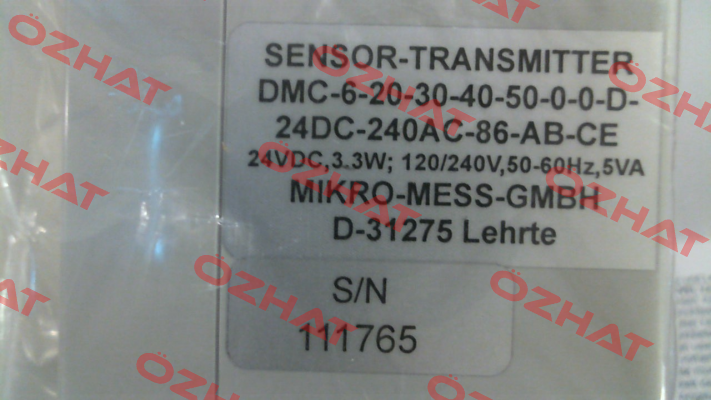 SENSOR-TRANSMITTER
DMC-6-20-30-40-50-0-0-D-
24DC-240AC-86-AB-CE
24VDC,3.3W; 120/240V,50-60Hz,5VA
MIKRO-MESS-GMBH
D-31275 Lehrte
S/N
111765
ÖZHAT
ÖZHAT
ÖZHAT
ÖZHAT
ÖZHAT
ÖZHAT
ÖZHAT
ÖZHAT